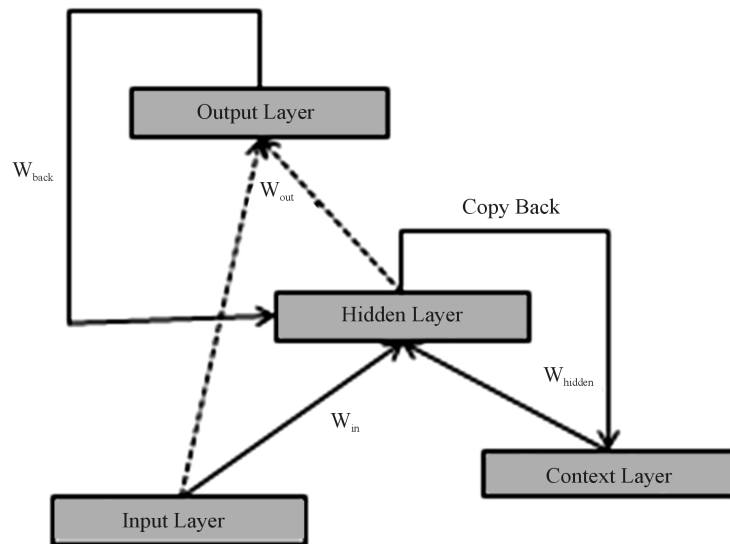 Output Layer
W_back
W_out
Copy Back
Hidden Layer
W_hidden
W_in
Context Layer
Input Layer